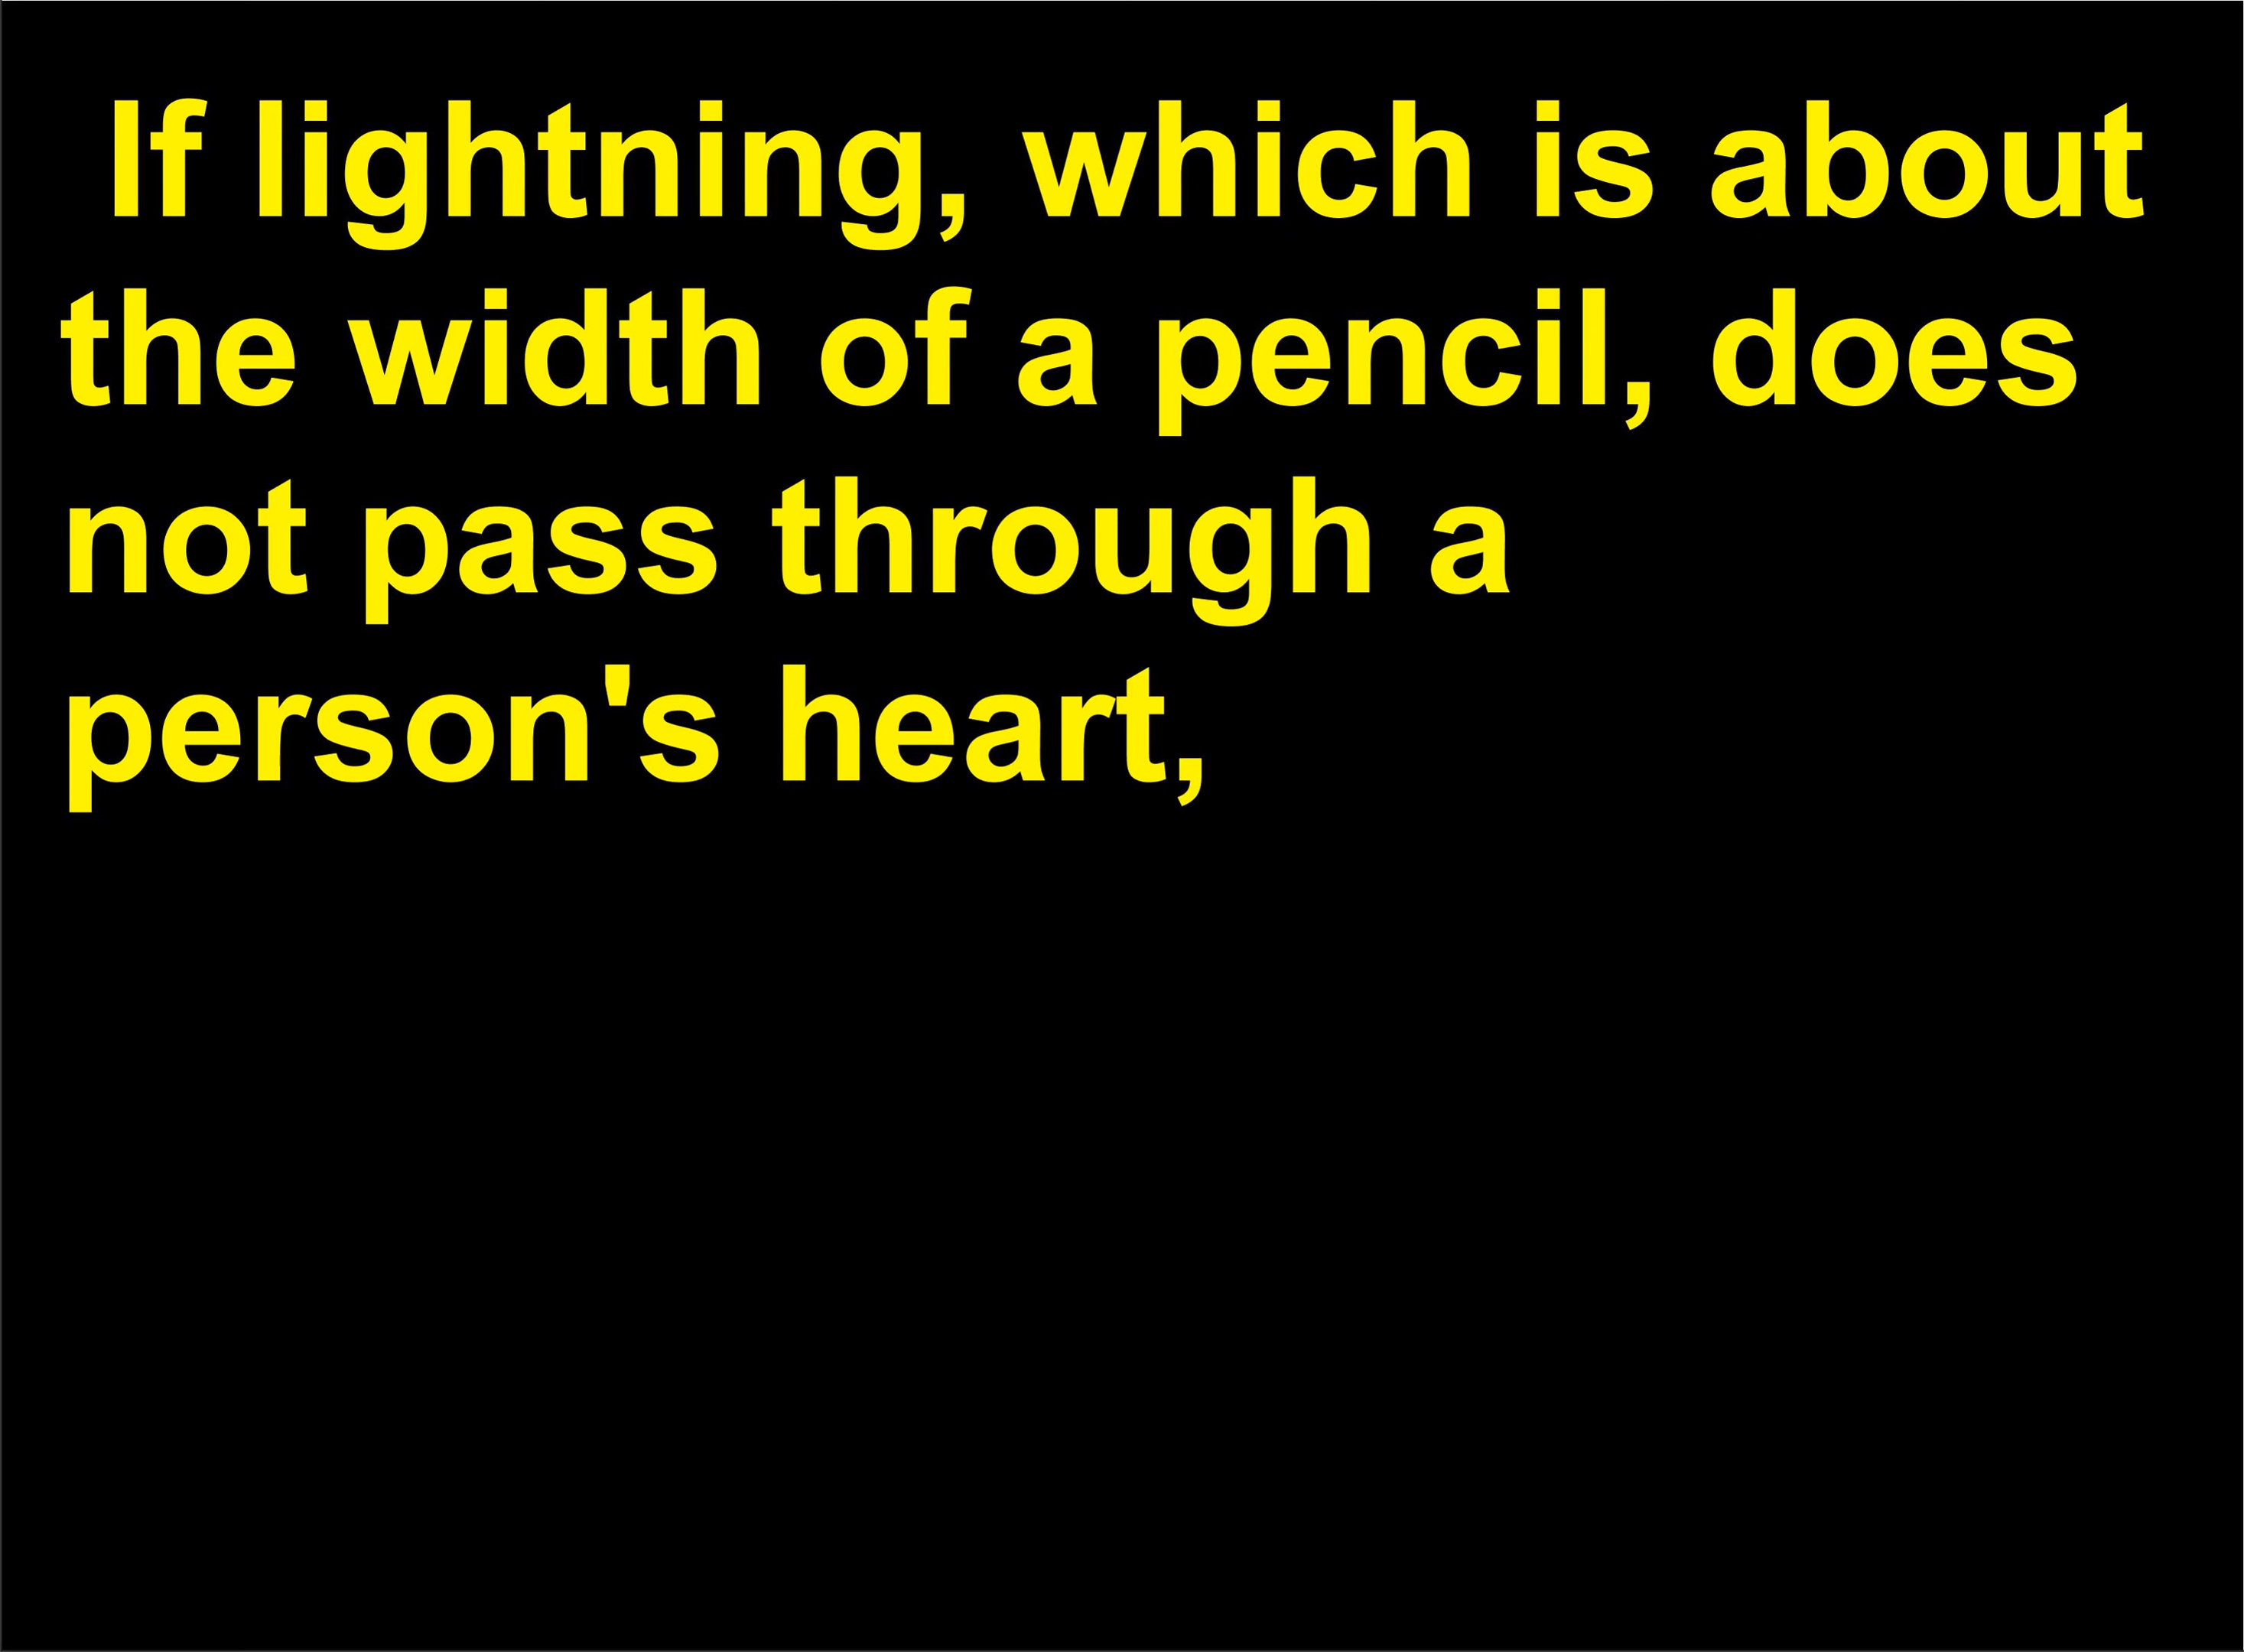 If lightning, which is about
the width of a pencil, does
not pass through a
person's heart,